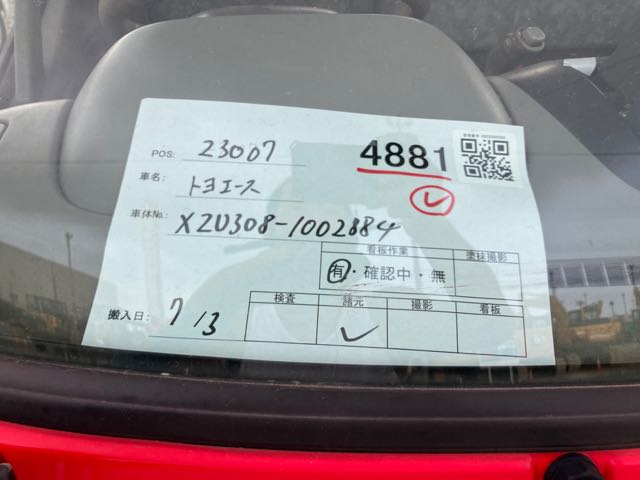 POS: 23007
4881
車名: トヨエース
車体No.: XZU308-1002884
看板作業 塗抹撮影
有・確認中・無
検査 諸元 撮影 看板
搬入日: 7/13